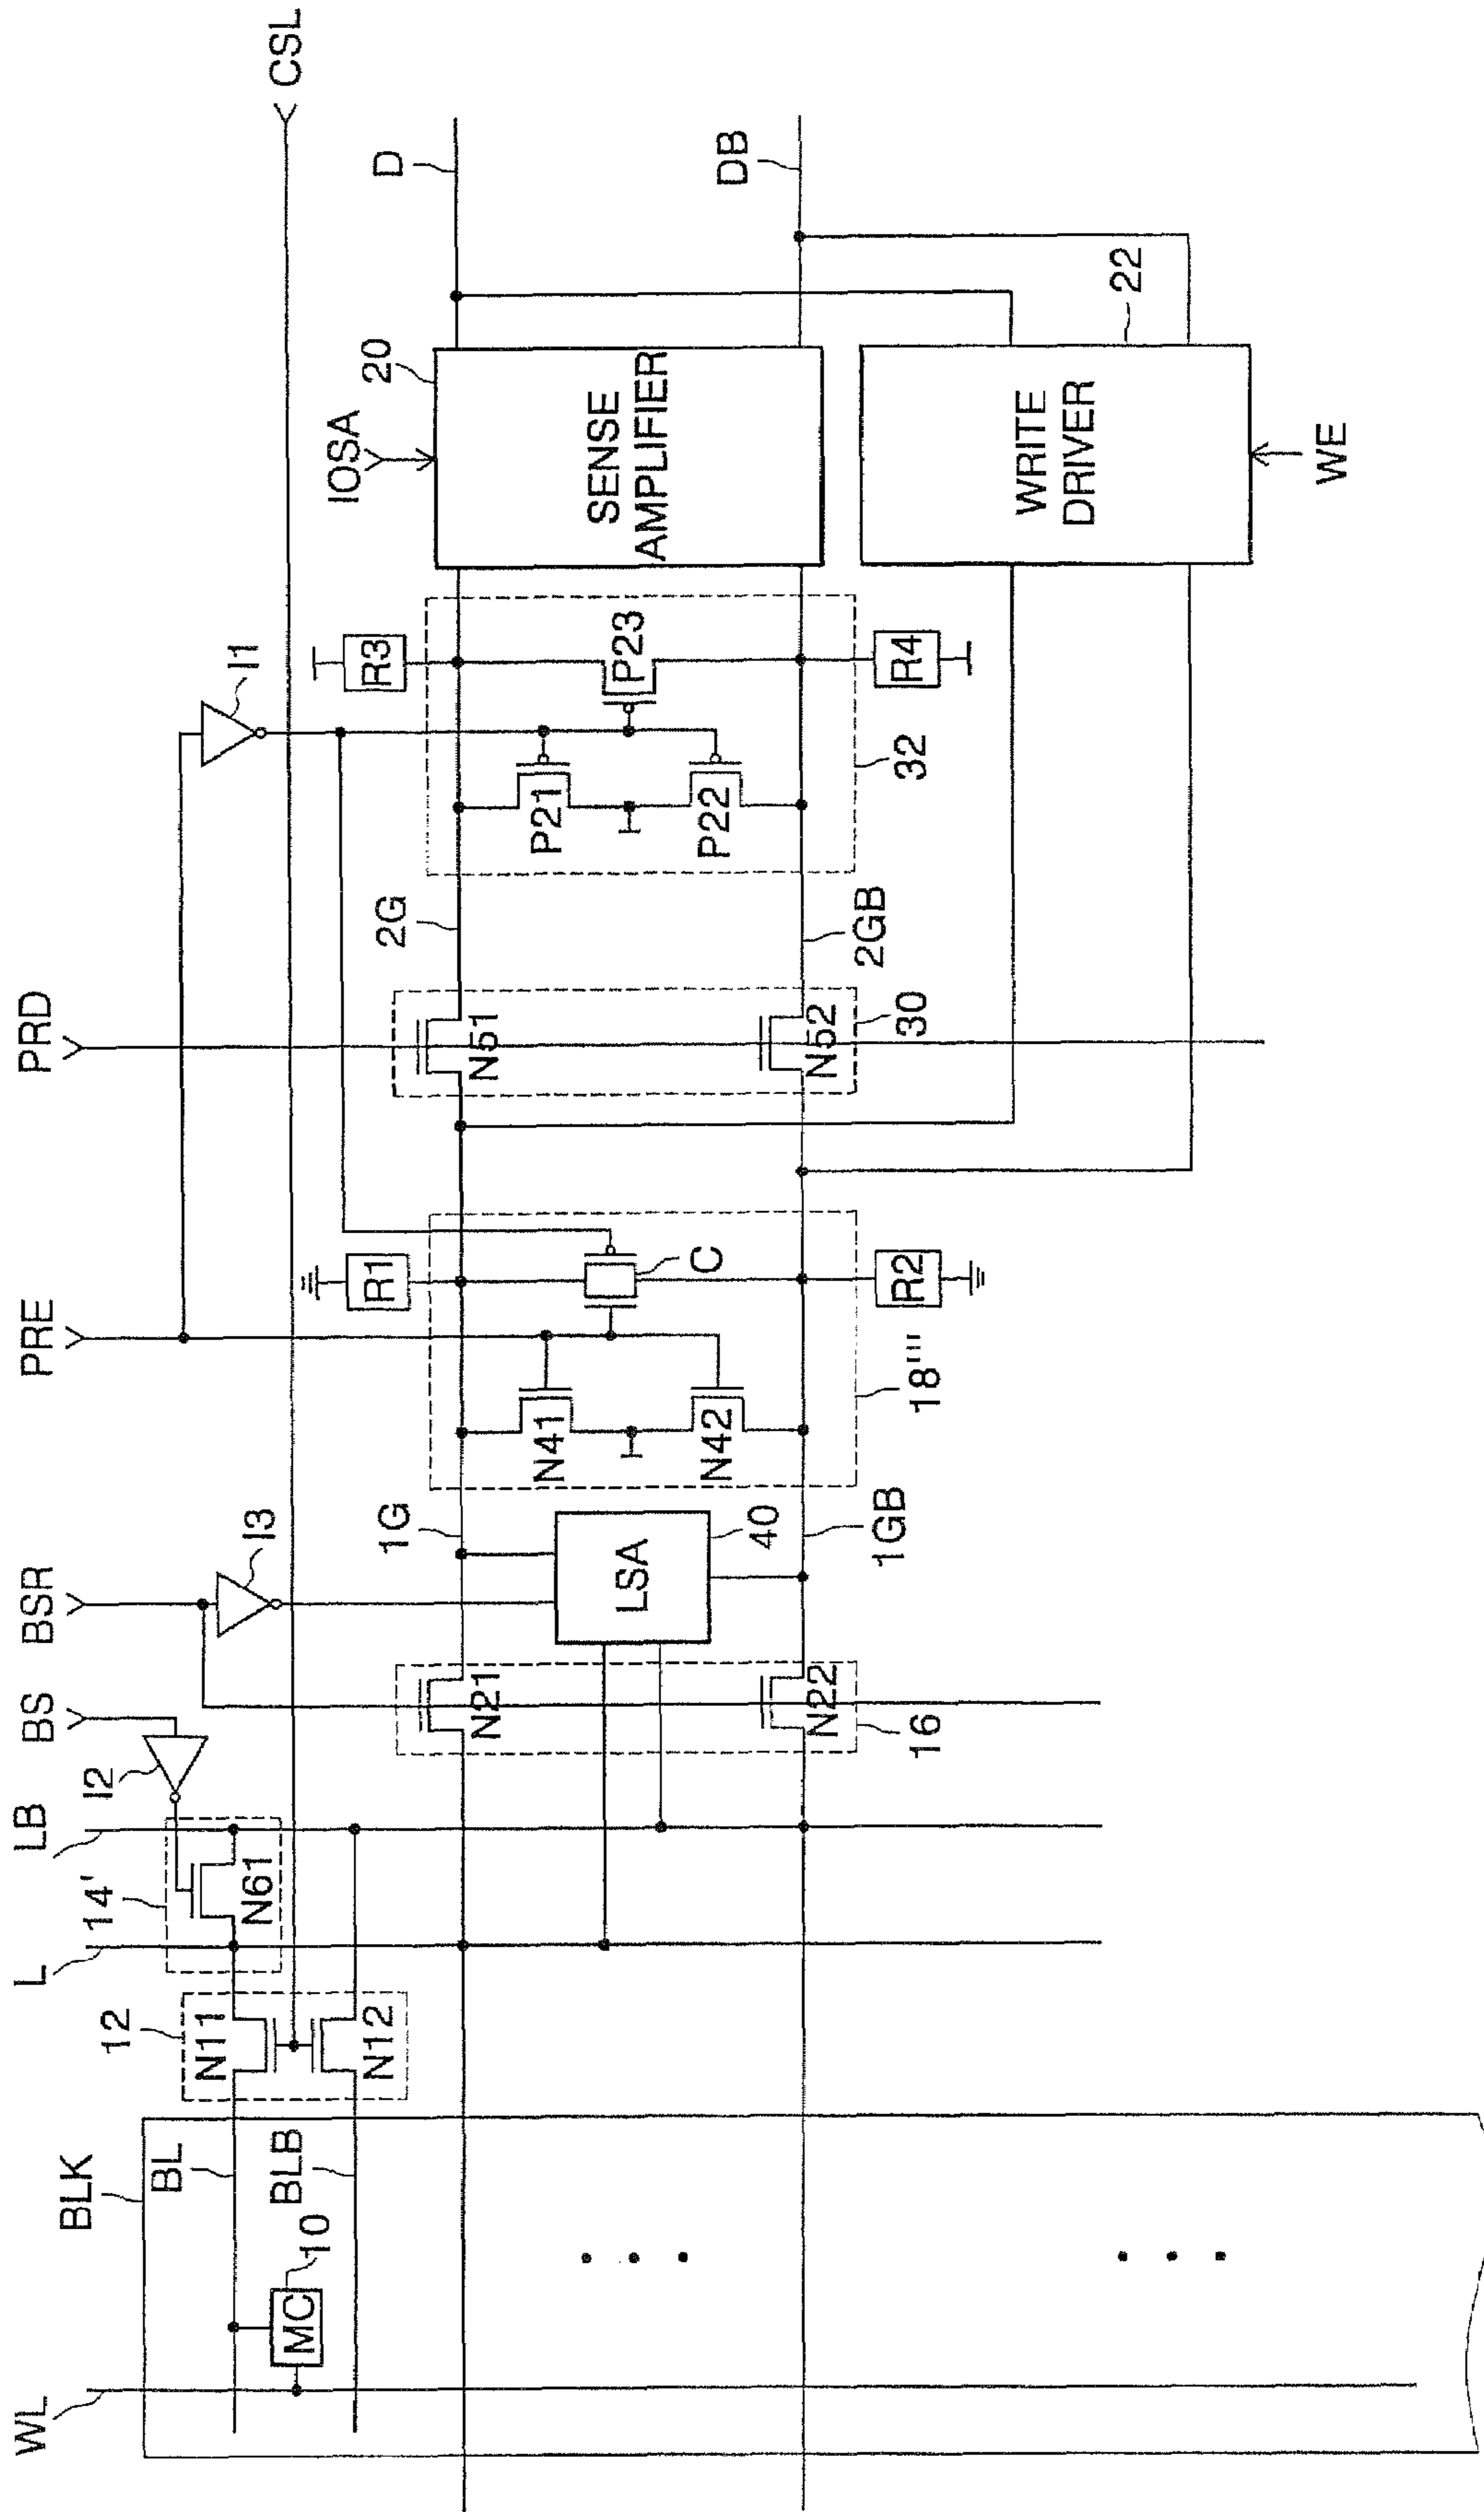 WL
BLK
BL
BLB
MC
10
12
N11
N12
L
14'
N61
LB
I2
BS
BSR
I3
N21
N22
16
LSA
40
1G
1GB
PRE
N41
N42
C
R1
R2
18'''
PRD
N51
N52
30
2G
2GB
I1
P21
P22
P23
R3
R4
32
IOSA
20
SENSE
AMPLIFIER
WRITE
DRIVER
22
WE
D
DB
CSL